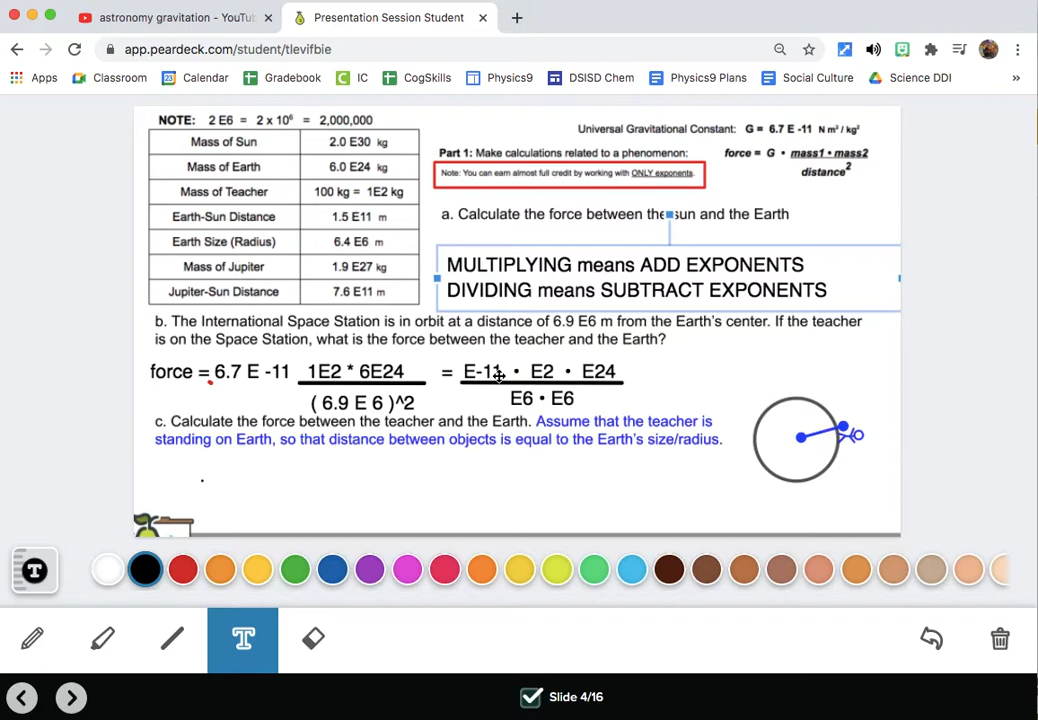 astronomy gravitation - YouTu
Presentation Session Student
app.peardeck.com/student/tlevfbie
Apps
Classroom
Calendar
Gradebook
IC
CogSkills
Physics9
DSISD Chem
Physics9 Plans
Social Culture
Science DDI
»
NOTE: 2 E6 = 2 x 10⁶ = 2,000,000
Mass of Sun 2.0 E30 kg
Mass of Earth 6.0 E24 kg
Mass of Teacher 100 kg = 1E2 kg
Earth-Sun Distance 1.5 E11 m
Earth Size (Radius) 6.4 E6 m
Mass of Jupiter 1.9 E27 kg
Jupiter-Sun Distance 7.6 E11 m
Universal Gravitational Constant: G = 6.7 E -11 N m² / kg²
Part 1: Make calculations related to a phenomenon:
force = G • mass1 • mass2
distance²
Note: You can earn almost full credit by working with ONLY exponents.
a. Calculate the force between the sun and the Earth
MULTIPLYING means ADD EXPONENTS
DIVIDING means SUBTRACT EXPONENTS
b. The International Space Station is in orbit at a distance of 6.9 E6 m from the Earth's center. If the teacher
is on the Space Station, what is the force between the teacher and the Earth?
force = 6.7 E -11 1E2 * 6E24 = E-11 • E2 • E24
( 6.9 E 6 )^2 E6 • E6
c. Calculate the force between the teacher and the Earth. Assume that the teacher is
standing on Earth, so that distance between objects is equal to the Earth's size/radius.
T
T
Slide 4/16